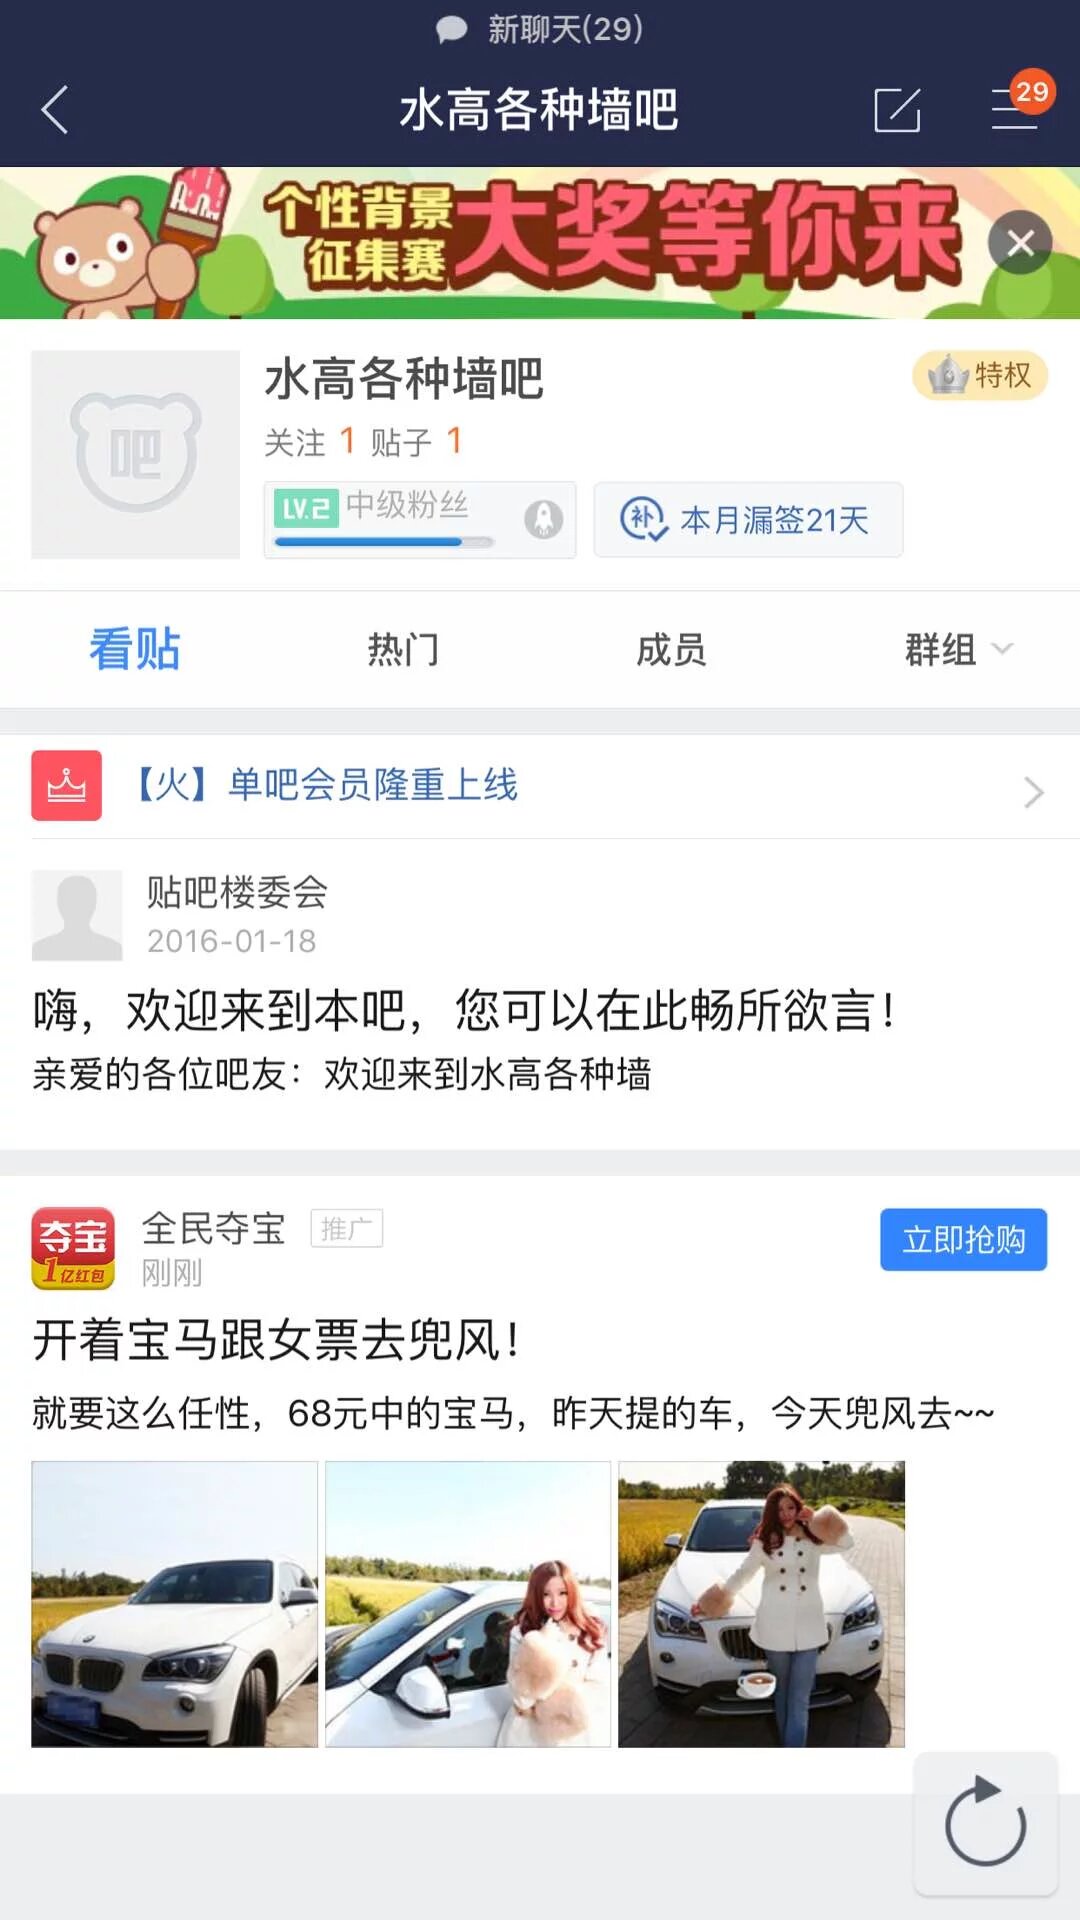 新聊天(29)
水高各种墙吧
29
个性背景
征集赛
大奖等你来
吧
水高各种墙吧
特权
关注 1 贴子 1
LV.2 中级粉丝
补 本月漏签21天
看贴 热门 成员 群组
【火】单吧会员隆重上线
贴吧楼委会
2016-01-18
嗨，欢迎来到本吧，您可以在此畅所欲言！
亲爱的各位吧友：欢迎来到水高各种墙
夺宝
1亿红包
全民夺宝 推广
刚刚
立即抢购
开着宝马跟女票去兜风！
就要这么任性，68元中的宝马，昨天提的车，今天兜风去~~